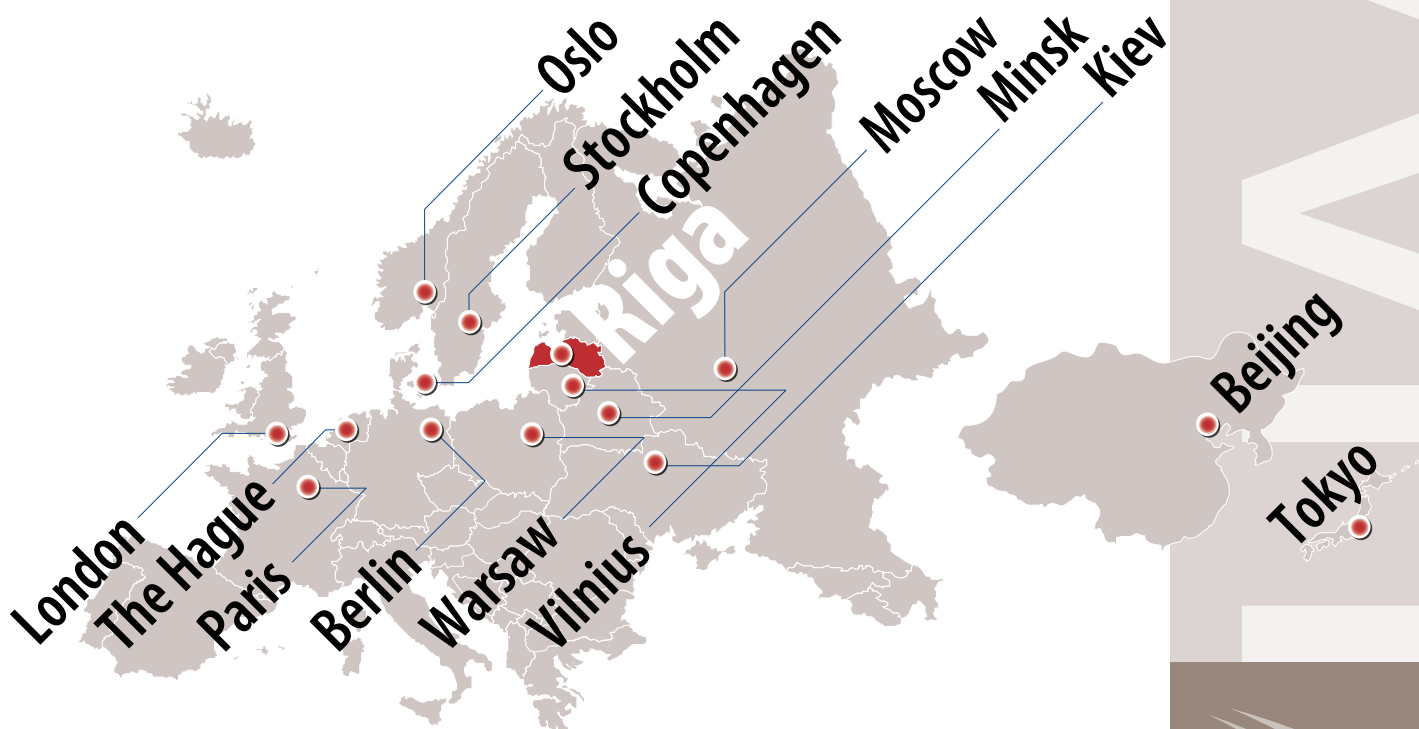 Oslo
Stockholm
Copenhagen
Moscow
Minsk
Kiev
Riga
Beijing
Tokyo
London
The Hague
Paris
Berlin
Warsaw
Vilnius